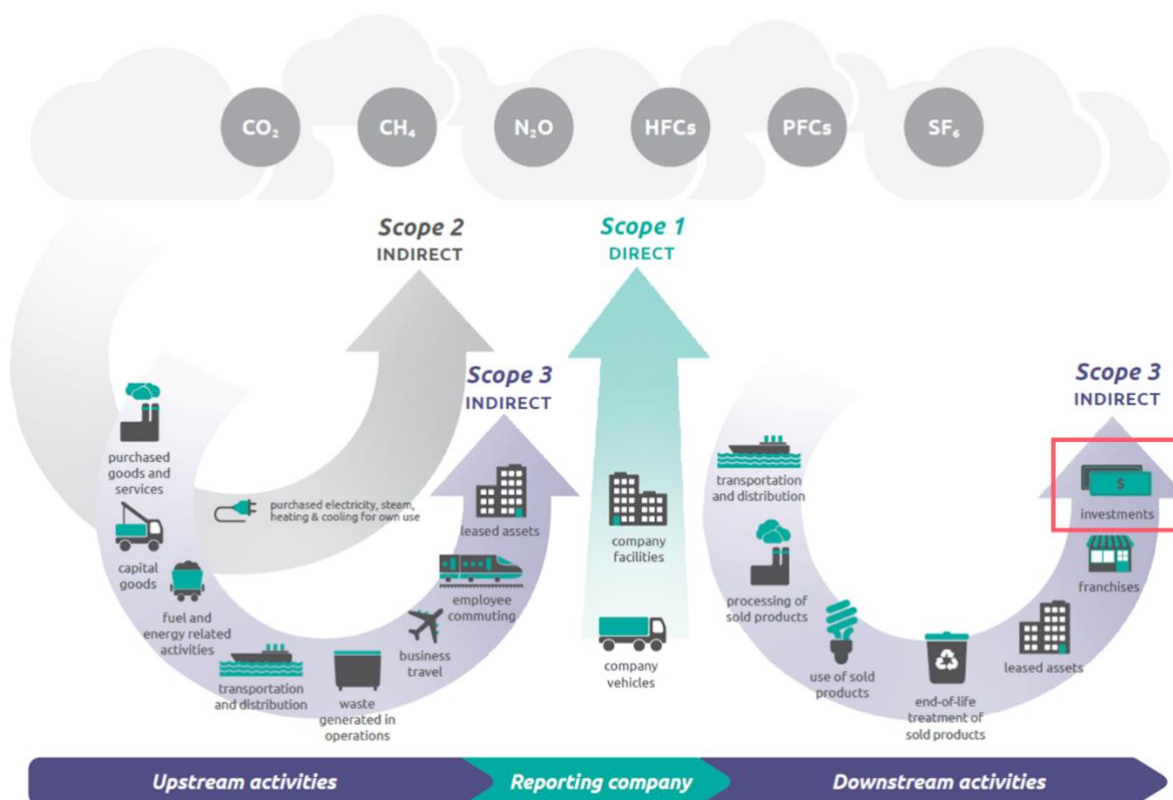 CO₂
CH₄
N₂O
HFCs
PFCs
SF₆
Scope 2
INDIRECT
Scope 1
DIRECT
Scope 3
INDIRECT
Scope 3
INDIRECT
purchased
goods and
services
capital
goods
fuel and
energy related
activities
transportation
and distribution
waste
generated in
operations
business
travel
employee
commuting
leased assets
purchased electricity, steam,
heating & cooling for own use
company
facilities
company
vehicles
transportation
and distribution
processing of
sold products
use of sold
products
end-of-life
treatment of
sold products
leased assets
franchises
$
investments
Upstream activities
Reporting company
Downstream activities